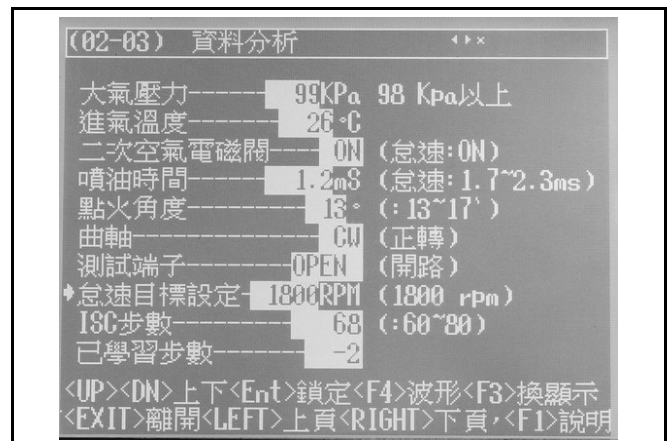 (02-03) 資料分析 ◂ ▸ ×
大氣壓力------ 99KPa 98 Kpa以上
進氣溫度------ 26 ℃
二次空氣電磁閥---- ON (怠速:ON)
噴油時間------ 1.2mS (怠速:1.7~2.3ms)
點火角度-------- 13° (:13~17')
曲軸------------ CW (正轉)
測試端子------OPEN (開路)
➧怠速目標設定- 1800RPM (1800 rpm)
ISC步數-------- 68 (:60~80)
已學習步數------- -2
<UP><DN>上下<Ent>鎖定<F4>波形<F3>換顯示
<EXIT>離開<LEFT>上頁<RIGHT>下頁,<F1>說明